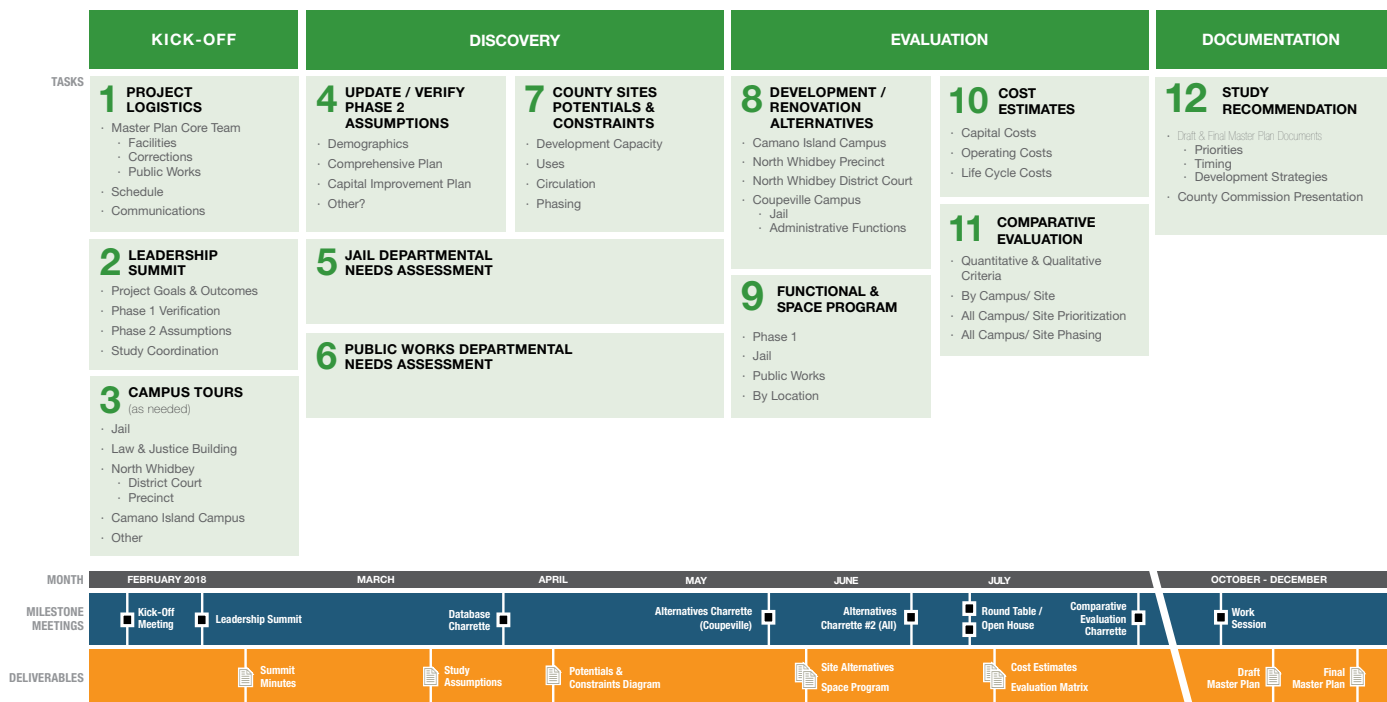 KICK-OFF
DISCOVERY
EVALUATION
DOCUMENTATION
TASKS
1 PROJECT
LOGISTICS
· Master Plan Core Team
· Facilities
· Corrections
· Public Works
· Schedule
· Communications
2 LEADERSHIP
SUMMIT
· Project Goals & Outcomes
· Phase 1 Verification
· Phase 2 Assumptions
· Study Coordination
3 CAMPUS TOURS
(as needed)
· Jail
· Law & Justice Building
· North Whidbey
· District Court
· Precinct
· Camano Island Campus
· Other
4 UPDATE / VERIFY
PHASE 2
ASSUMPTIONS
· Demographics
· Comprehensive Plan
· Capital Improvement Plan
· Other?
7 COUNTY SITES
POTENTIALS &
CONSTRAINTS
· Development Capacity
· Uses
· Circulation
· Phasing
5 JAIL DEPARTMENTAL
NEEDS ASSESSMENT
6 PUBLIC WORKS DEPARTMENTAL
NEEDS ASSESSMENT
8 DEVELOPMENT /
RENOVATION
ALTERNATIVES
· Camano Island Campus
· North Whidbey Precinct
· North Whidbey District Court
· Coupeville Campus
· Jail
· Administrative Functions
9 FUNCTIONAL &
SPACE PROGRAM
· Phase 1
· Jail
· Public Works
· By Location
10 COST
ESTIMATES
· Capital Costs
· Operating Costs
· Life Cycle Costs
11 COMPARATIVE
EVALUATION
· Quantitative & Qualitative
Criteria
· By Campus/ Site
· All Campus/ Site Prioritization
· All Campus/ Site Phasing
12 STUDY
RECOMMENDATION
· Draft & Final Master Plan Documents
· Priorities
· Timing
· Development Strategies
· County Commission Presentation
MONTH
FEBRUARY 2018
MARCH
APRIL
MAY
JUNE
JULY
OCTOBER - DECEMBER
MILESTONE
MEETINGS
Kick-Off
Meeting
Leadership Summit
Database
Charrette
Alternatives Charrette
(Coupeville)
Alternatives
Charrette #2 (All)
Round Table /
Open House
Comparative
Evaluation
Charrette
Work
Session
DELIVERABLES
Summit
Minutes
Study
Assumptions
Potentials &
Constraints Diagram
Site Alternatives
Space Program
Cost Estimates
Evaluation Matrix
Draft
Master Plan
Final
Master Plan